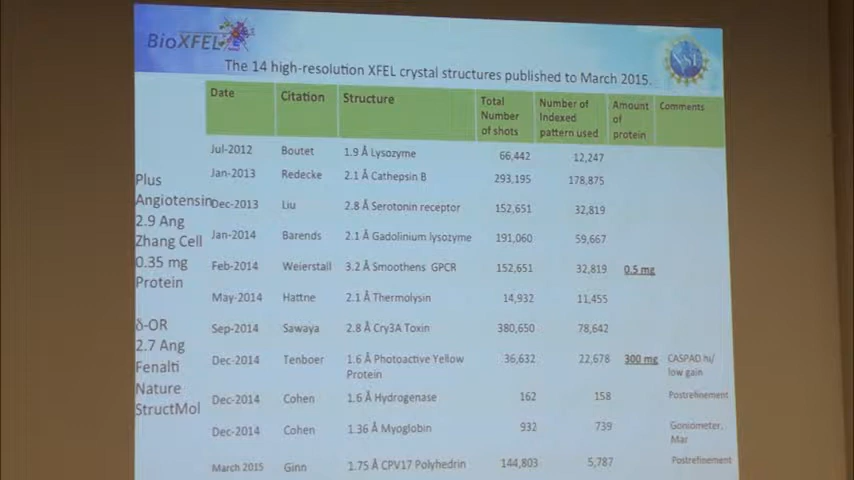 BioXFEL
NSF
The 14 high-resolution XFEL crystal structures published to March 2015.
Date Citation Structure Total Number of shots Number of Indexed pattern used Amount of protein Comments
Jul-2012 Boutet 1.9 Å Lysozyme 66,442 12,247
Jan-2013 Redecke 2.1 Å Cathepsin B 293,195 178,875
Dec-2013 Liu 2.8 Å Serotonin receptor 152,651 32,819
Jan-2014 Barends 2.1 Å Gadolinium lysozyme 191,060 59,667
Feb-2014 Weierstall 3.2 Å Smoothens GPCR 152,651 32,819 0.5 mg
May-2014 Hattne 2.1 Å Thermolysin 14,932 11,455
Sep-2014 Sawaya 2.8 Å Cry3A Toxin 380,650 78,642
Dec-2014 Tenboer 1.6 Å Photoactive Yellow Protein 36,632 22,678 300 mg CASPAD hi/ low gain
Dec-2014 Cohen 1.6 Å Hydrogenase 162 158 Postrefinement
Dec-2014 Cohen 1.36 Å Myoglobin 932 739 Goniometer, Mar
March 2015 Ginn 1.75 Å CPV17 Polyhedrin 144,803 5,787 Postrefinement
Plus
Angiotensin
2.9 Ang
Zhang Cell
0.35 mg
Protein
δ-OR
2.7 Ang
Fenalti
Nature
StructMol